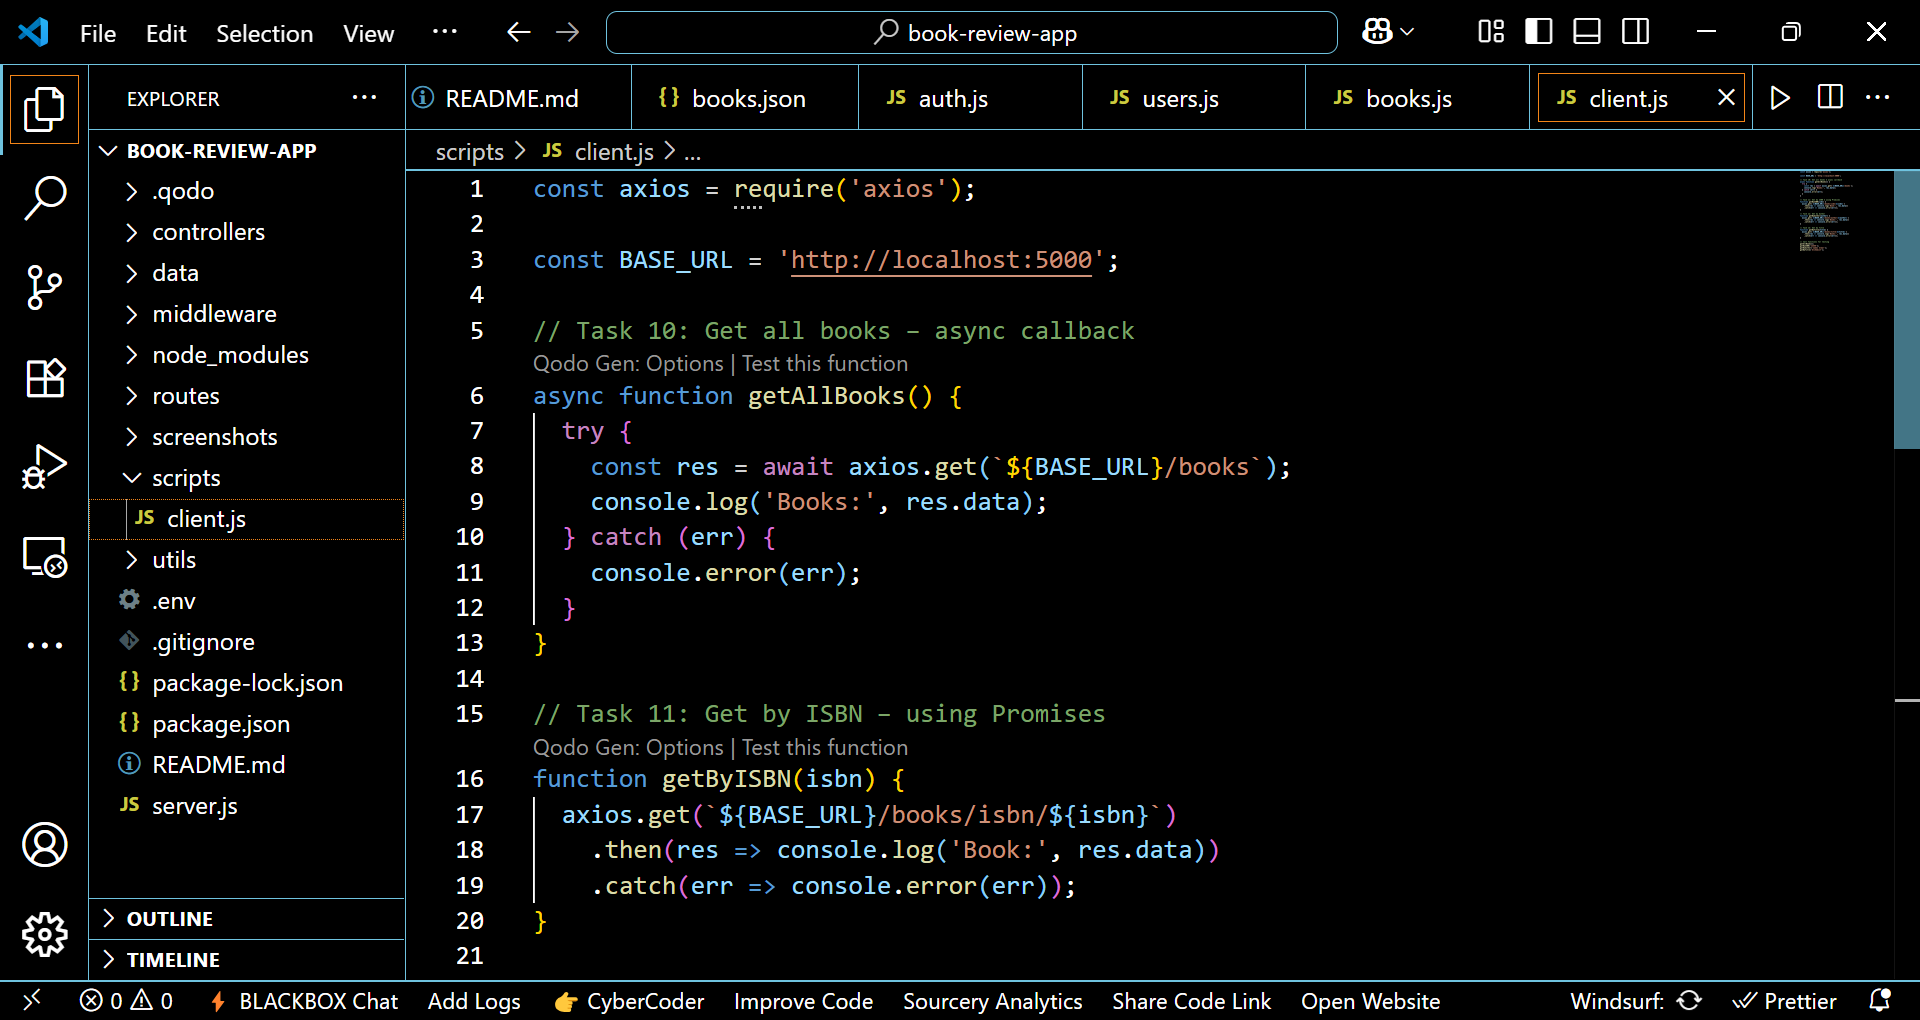 File Edit Selection View ··· book-review-app
EXPLORER ···
README.md
{} books.json
JS auth.js
JS users.js
JS books.js
JS client.js
BOOK-REVIEW-APP
.qodo
controllers
data
middleware
node_modules
routes
screenshots
scripts
JS client.js
utils
.env
.gitignore
{} package-lock.json
{} package.json
README.md
JS server.js
OUTLINE
TIMELINE
scripts > JS client.js > ...
1 const axios = require('axios');
2
3 const BASE_URL = 'http://localhost:5000';
4
5 // Task 10: Get all books – async callback
Qodo Gen: Options | Test this function
6 async function getAllBooks() {
7 try {
8 const res = await axios.get(`${BASE_URL}/books`);
9 console.log('Books:', res.data);
10 } catch (err) {
11 console.error(err);
12 }
13 }
14
15 // Task 11: Get by ISBN – using Promises
Qodo Gen: Options | Test this function
16 function getByISBN(isbn) {
17 axios.get(`${BASE_URL}/books/isbn/${isbn}`)
18 .then(res => console.log('Book:', res.data))
19 .catch(err => console.error(err));
20 }
21
0 0 BLACKBOX Chat Add Logs 👉 CyberCoder Improve Code Sourcery Analytics Share Code Link Open Website Windsurf: Prettier